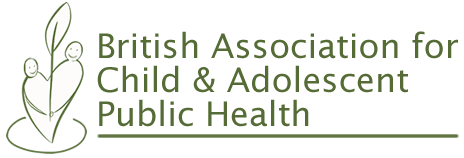 British Association for
Child & Adolescent
Public Health